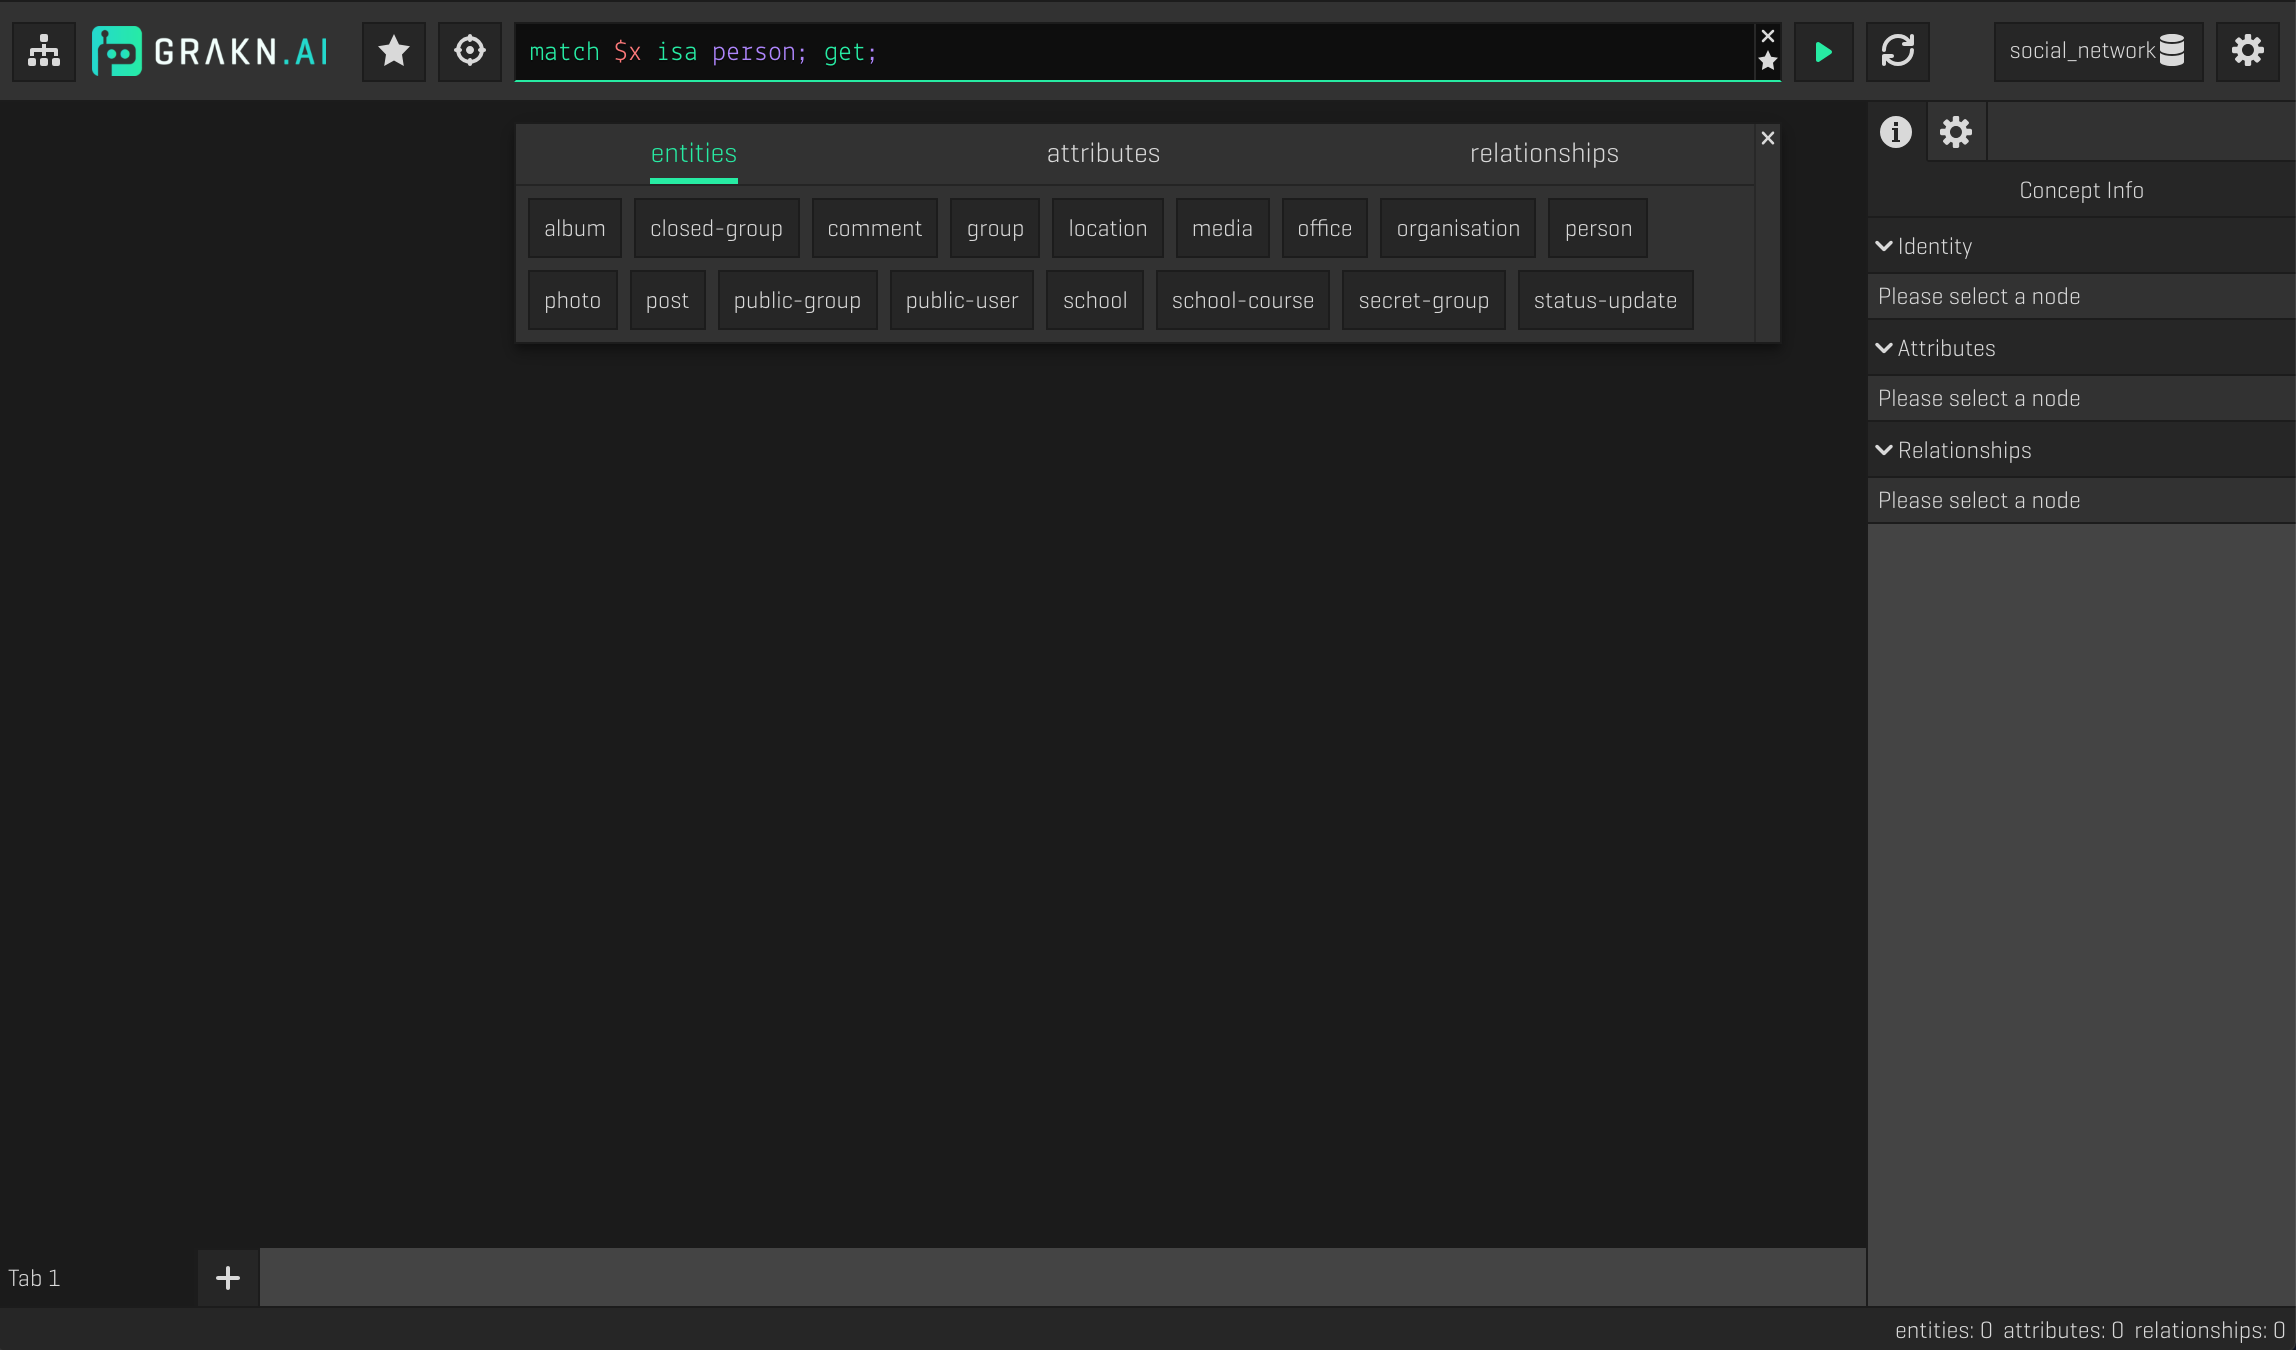 GRAKN.AI
match $x isa person; get;
social_network
entities attributes relationships
album closed-group comment group location media office organisation person
photo post public-group public-user school school-course secret-group status-update
Concept Info
Identity
Please select a node
Attributes
Please select a node
Relationships
Please select a node
Tab 1
entities: 0 attributes: 0 relationships: 0